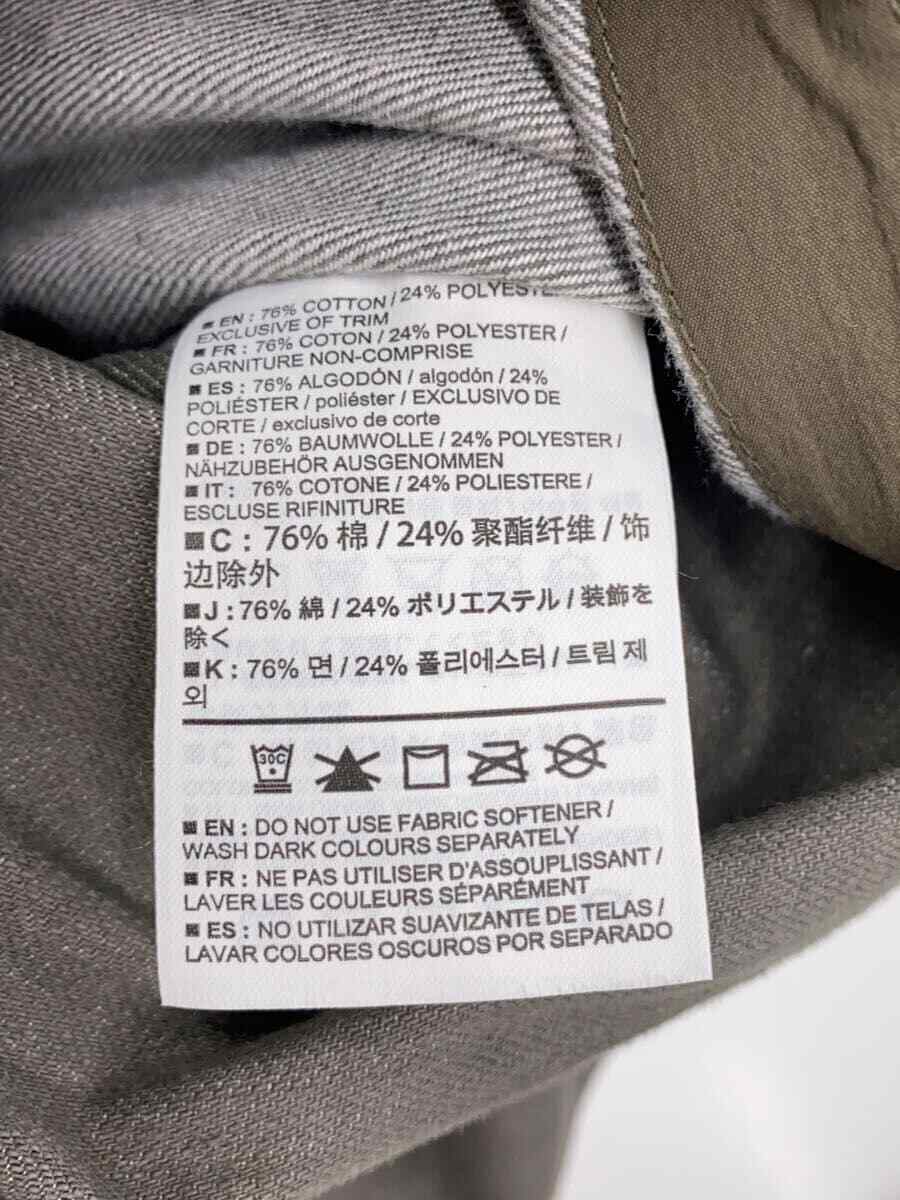 ■ EN : 76% COTTON / 24% POLYESTER
EXCLUSIVE OF TRIM
■ FR : 76% COTON / 24% POLYESTER /
GARNITURE NON-COMPRISE
■ ES : 76% ALGODÓN / algodón / 24%
POLIÉSTER / poliéster / EXCLUSIVO DE
CORTE / exclusivo de corte
■ DE : 76% BAUMWOLLE / 24% POLYESTER /
NÄHZUBEHÖR AUSGENOMMEN
■ IT : 76% COTONE / 24% POLIESTERE /
ESCLUSE RIFINITURE
■ C : 76% 棉 / 24% 聚酯纤维 / 饰
边除外
■ J : 76% 綿 / 24% ポリエステル / 装飾を
除く
■ K : 76% 면 / 24% 폴리에스터 / 트림 제
외
30C
■ EN : DO NOT USE FABRIC SOFTENER /
WASH DARK COLOURS SEPARATELY
■ FR : NE PAS UTILISER D'ASSOUPLISSANT /
LAVER LES COULEURS SÉPARÉMENT
■ ES : NO UTILIZAR SUAVIZANTE DE TELAS /
LAVAR COLORES OSCUROS POR SEPARADO